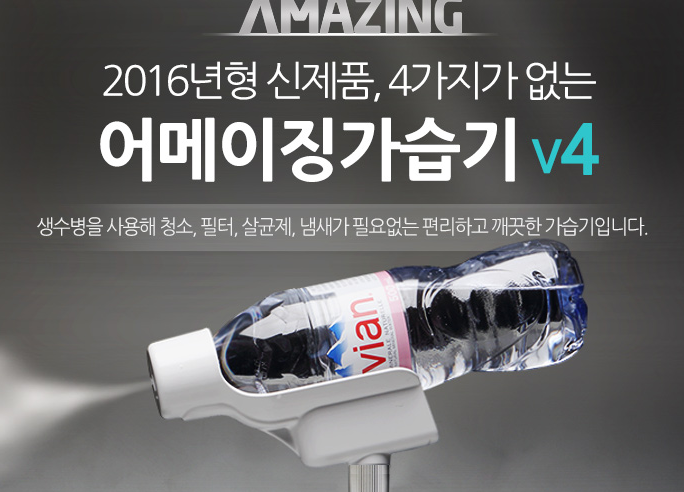 AMAZING
2016년형 신제품, 4가지가 없는
어메이징가습기 v4
생수병을 사용해 청소, 필터, 살균제, 냄새가 필요없는 편리하고 깨끗한 가습기입니다.
vian.